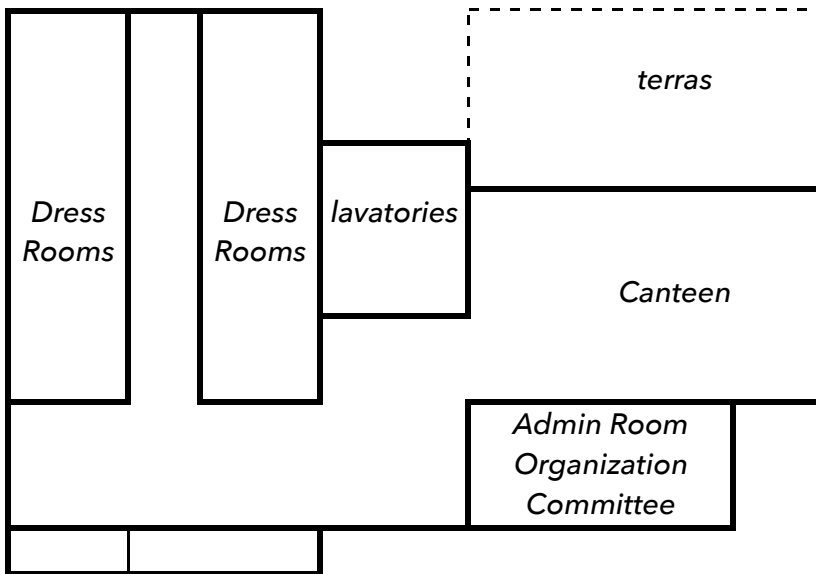 terras
Dress
Rooms
Dress
Rooms
lavatories
Canteen
Admin Room
Organization
Committee